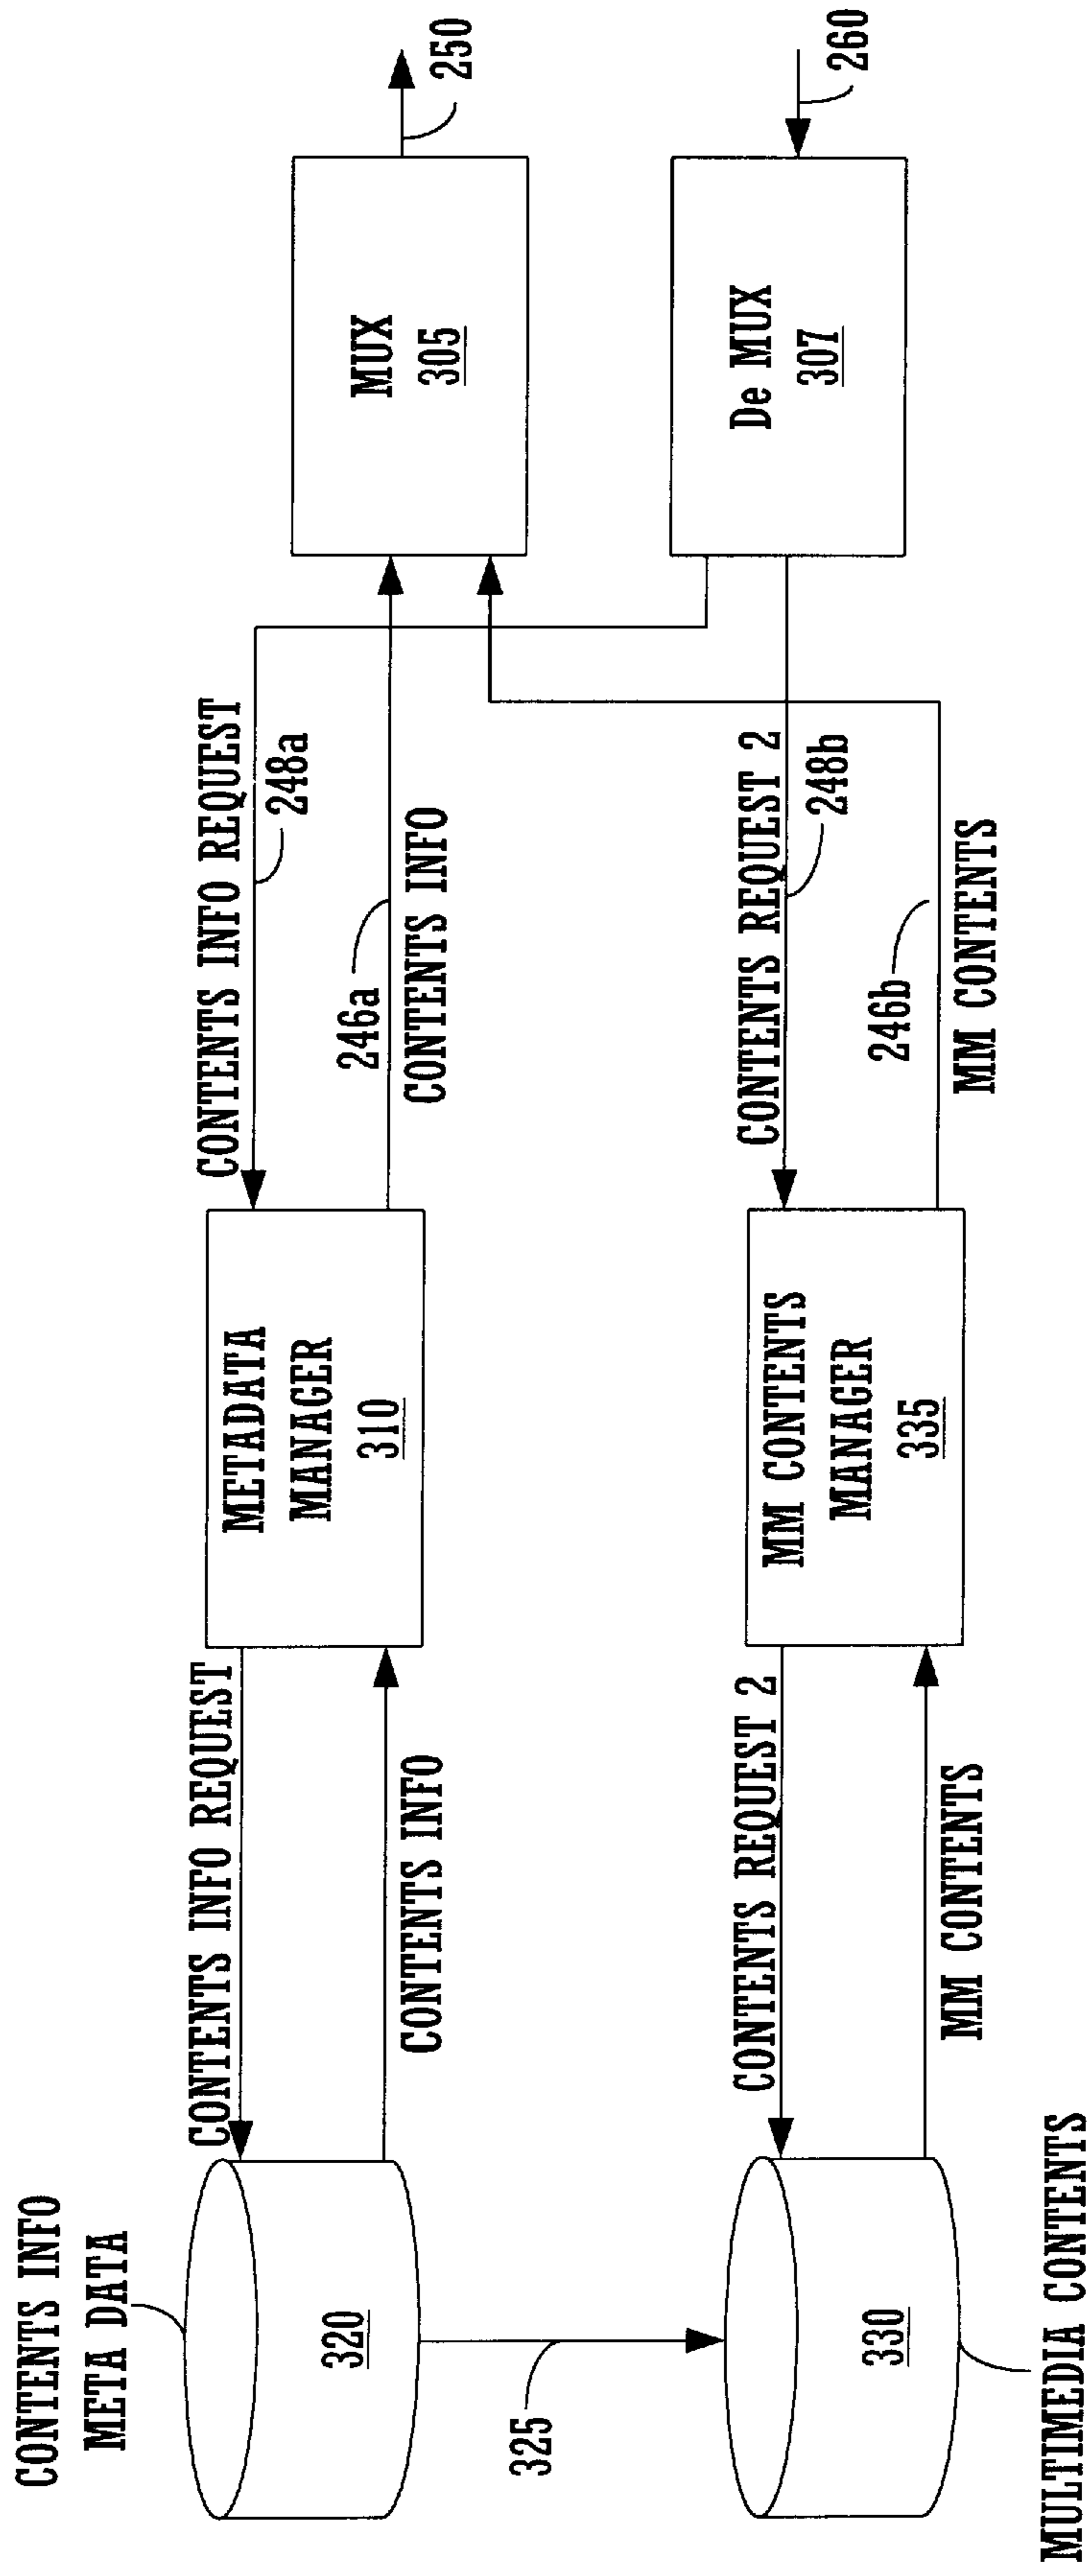 CONTENTS INFO
META DATA
320
325
330
MULTIMEDIA CONTENTS
CONTENTS INFO REQUEST
CONTENTS INFO
CONTENTS REQUEST 2
MM CONTENTS
METADATA
MANAGER
310
MM CONTENTS
MANAGER
335
CONTENTS INFO REQUEST
248a
246a
CONTENTS INFO
CONTENTS REQUEST 2
248b
246b
MM CONTENTS
MUX
305
De MUX
307
250
260